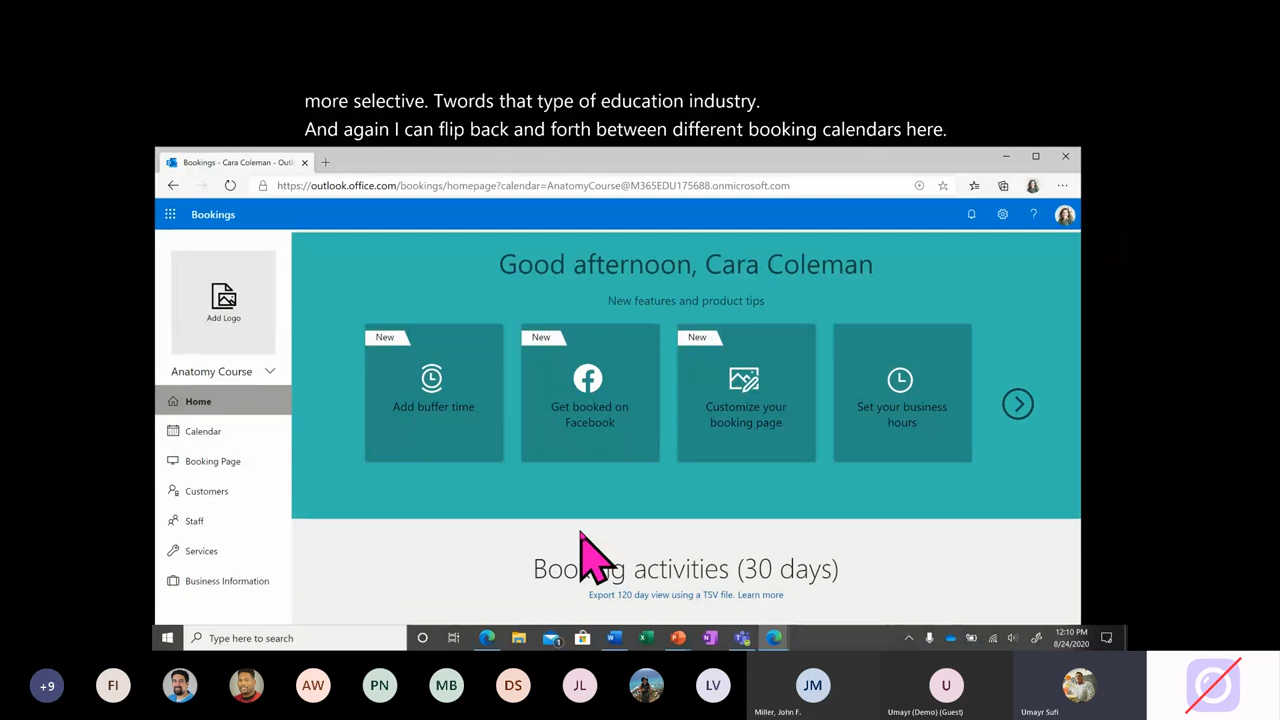 more selective. Twords that type of education industry.
And again I can flip back and forth between different booking calendars here.
Bookings - Cara Coleman - Outl
https://outlook.office.com/bookings/homepage?calendar=AnatomyCourse@M365EDU175688.onmicrosoft.com
Bookings
Add Logo
Anatomy Course
Home
Calendar
Booking Page
Customers
Staff
Services
Business Information
Good afternoon, Cara Coleman
New features and product tips
New
Add buffer time
New
Get booked on
Facebook
New
Customize your
booking page
Set your business
hours
Booking activities (30 days)
Export 120 day view using a TSV file. Learn more
Type here to search
1
12:10 PM
8/24/2020
+9
FI
AW
PN
MB
DS
JL
LV
JM
Miller, John F.
U
Umayr (Demo) (Guest)
Umayr Sufi